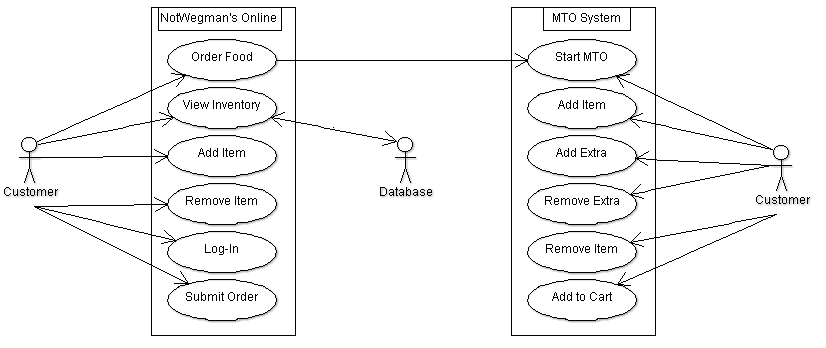 NotWegman's Online
Order Food
View Inventory
Add Item
Remove Item
Log-In
Submit Order
Customer
Database
MTO System
Start MTO
Add Item
Add Extra
Remove Extra
Remove Item
Add to Cart
Customer